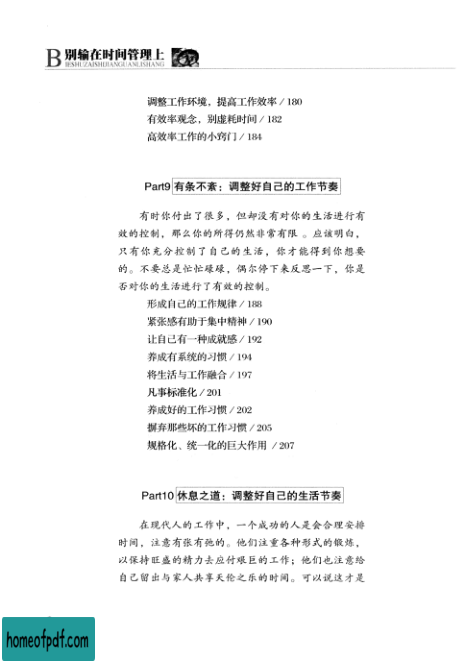 B 别输在时间管理上
BIESHUZAISHIJIANGUANLISHANG
调整工作环境，提高工作效率/180
有效率观念，别虚耗时间/182
高效率工作的小窍门/184
Part9 有条不紊：调整好自己的工作节奏
有时你付出了很多，但却没有对你的生活进行有
效的控制，那么你的所得仍然非常有限。应该明白，
只有你充分控制了自己的生活，你才能得到你想要
的。不要总是忙忙碌碌，偶尔停下来反思一下，你是
否对你的生活进行了有效的控制。
形成自己的工作规律/188
紧张感有助于集中精神/190
让自己有一种成就感/192
养成有系统的习惯/194
将生活与工作融合/197
凡事标准化/201
养成好的工作习惯/202
摒弃那些坏的工作习惯/205
规格化、统一化的巨大作用 /207
Part10 休息之道：调整好自己的生活节奏
在现代人的工作中，一个成功的人是会合理安排
时间，注意有张有弛的。他们注重各种形式的锻炼，
以保持旺盛的精力去应付艰巨的工作；他们也注意给
自己留出与家人共享天伦之乐的时间。可以说这才是
homeofpdf.com